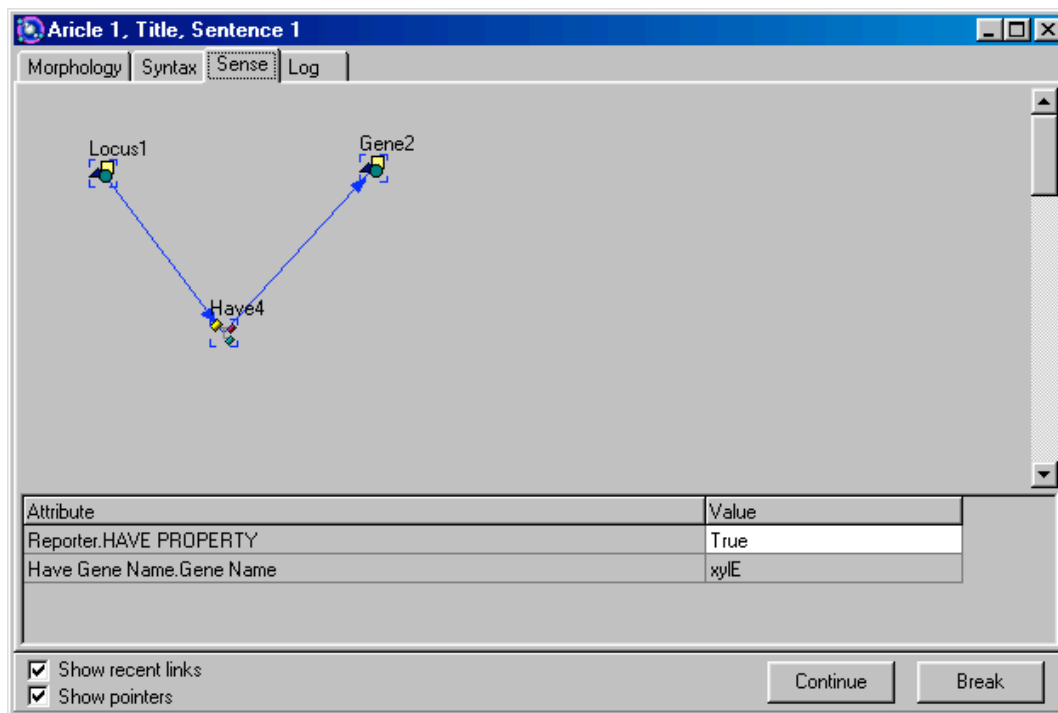 Aricle 1, Title, Sentence 1
Morphology Syntax Sense Log
Locus1 Gene2
Have4
Attribute Value
Reporter.HAVE PROPERTY True
Have Gene Name.Gene Name xylE
Show recent links
Show pointers
Continue Break